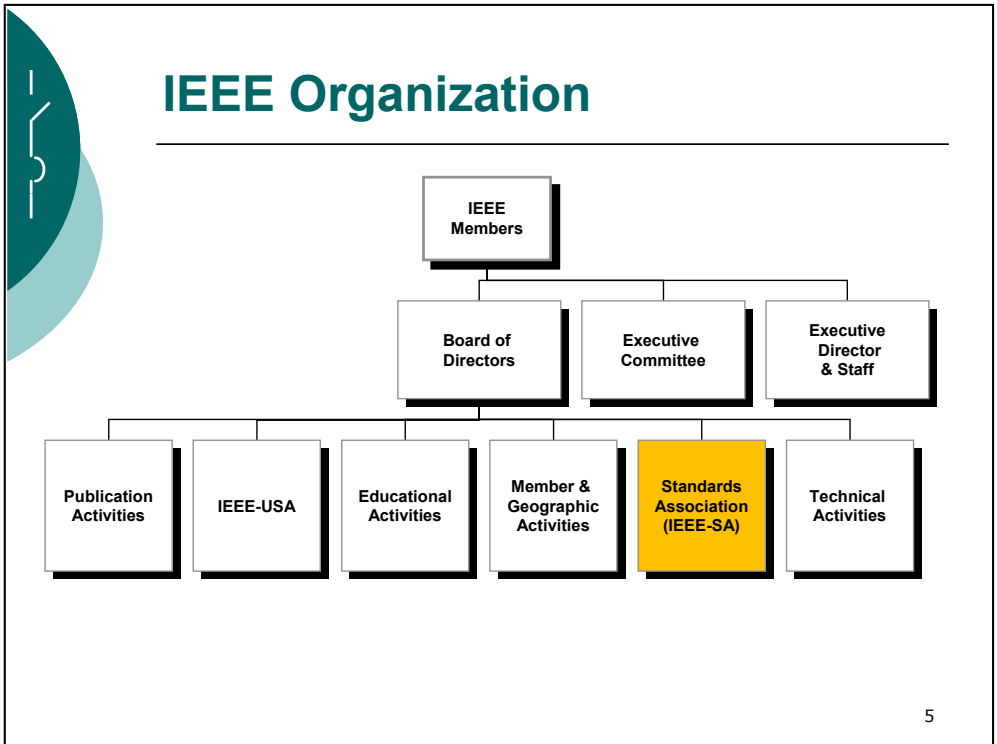 IEEE Organization
IEEE
Members
Board of
Directors
Executive
Committee
Executive
Director
& Staff
Publication
Activities
IEEE-USA
Educational
Activities
Member &
Geographic
Activities
Standards
Association
(IEEE-SA)
Technical
Activities
5